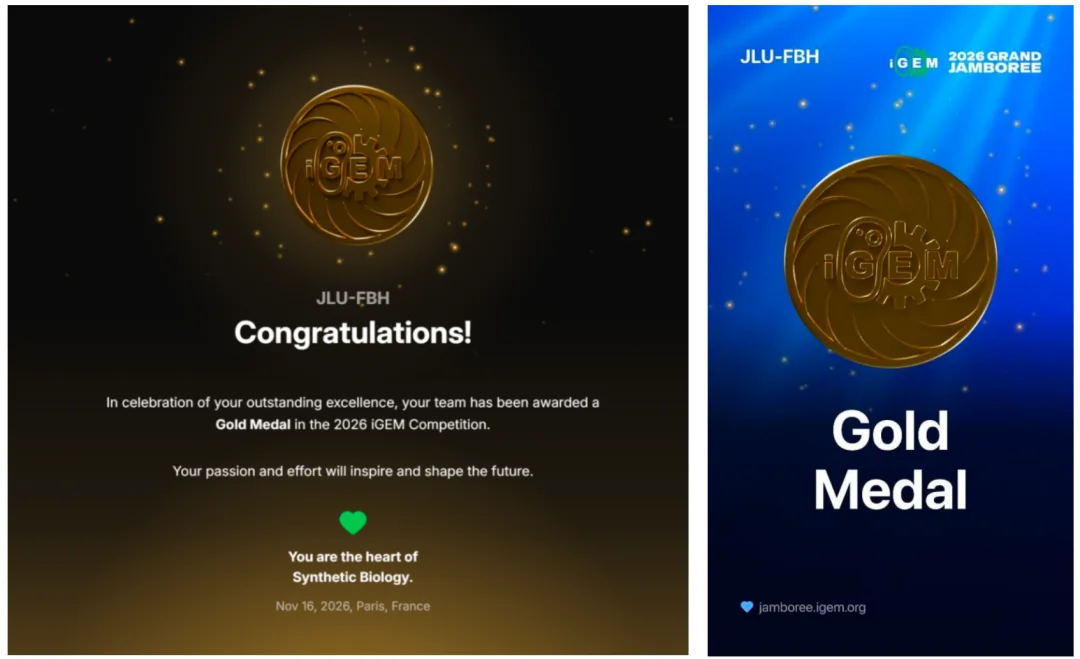 iGEM
JLU-FBH
Congratulations!
In celebration of your outstanding excellence, your team has been awarded a
Gold Medal in the 2026 iGEM Competition.
Your passion and effort will inspire and shape the future.
You are the heart of
Synthetic Biology.
Nov 16, 2026, Paris, France
JLU-FBH
iGEM
2026 GRAND
JAMBOREE
iGEM
Gold
Medal
jamboree.igem.org